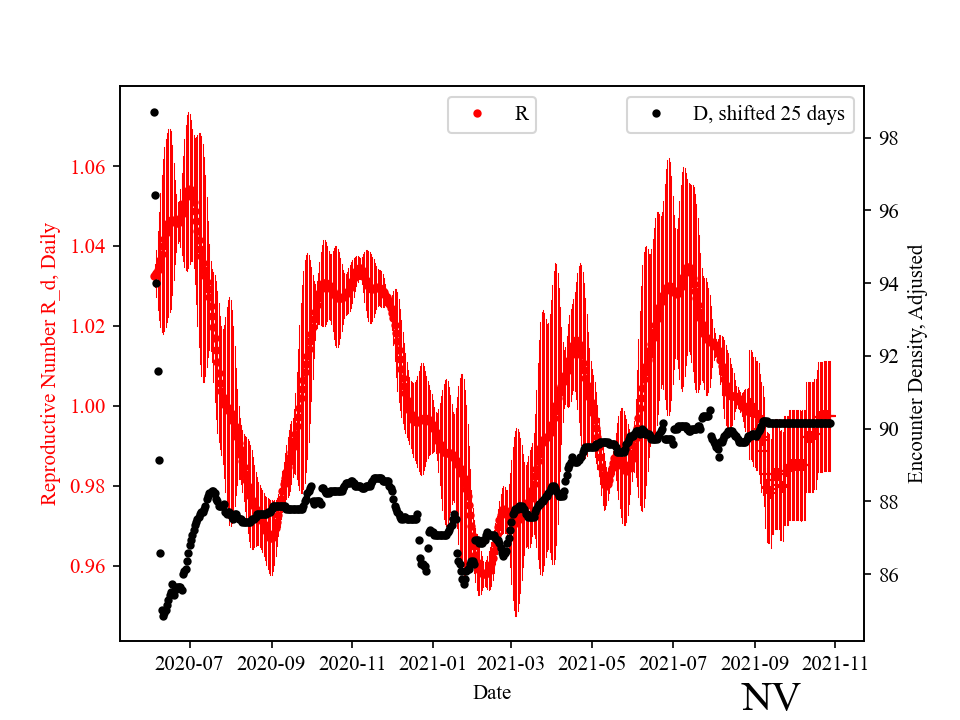 R
D, shifted 25 days
Reproductive Number R_d, Daily
1.06
1.04
1.02
1.00
0.98
0.96
98
96
94
92
90
88
86
Encounter Density, Adjusted
2020-07 2020-09 2020-11 2021-01 2021-03 2021-05 2021-07 2021-09 2021-11
Date
NV